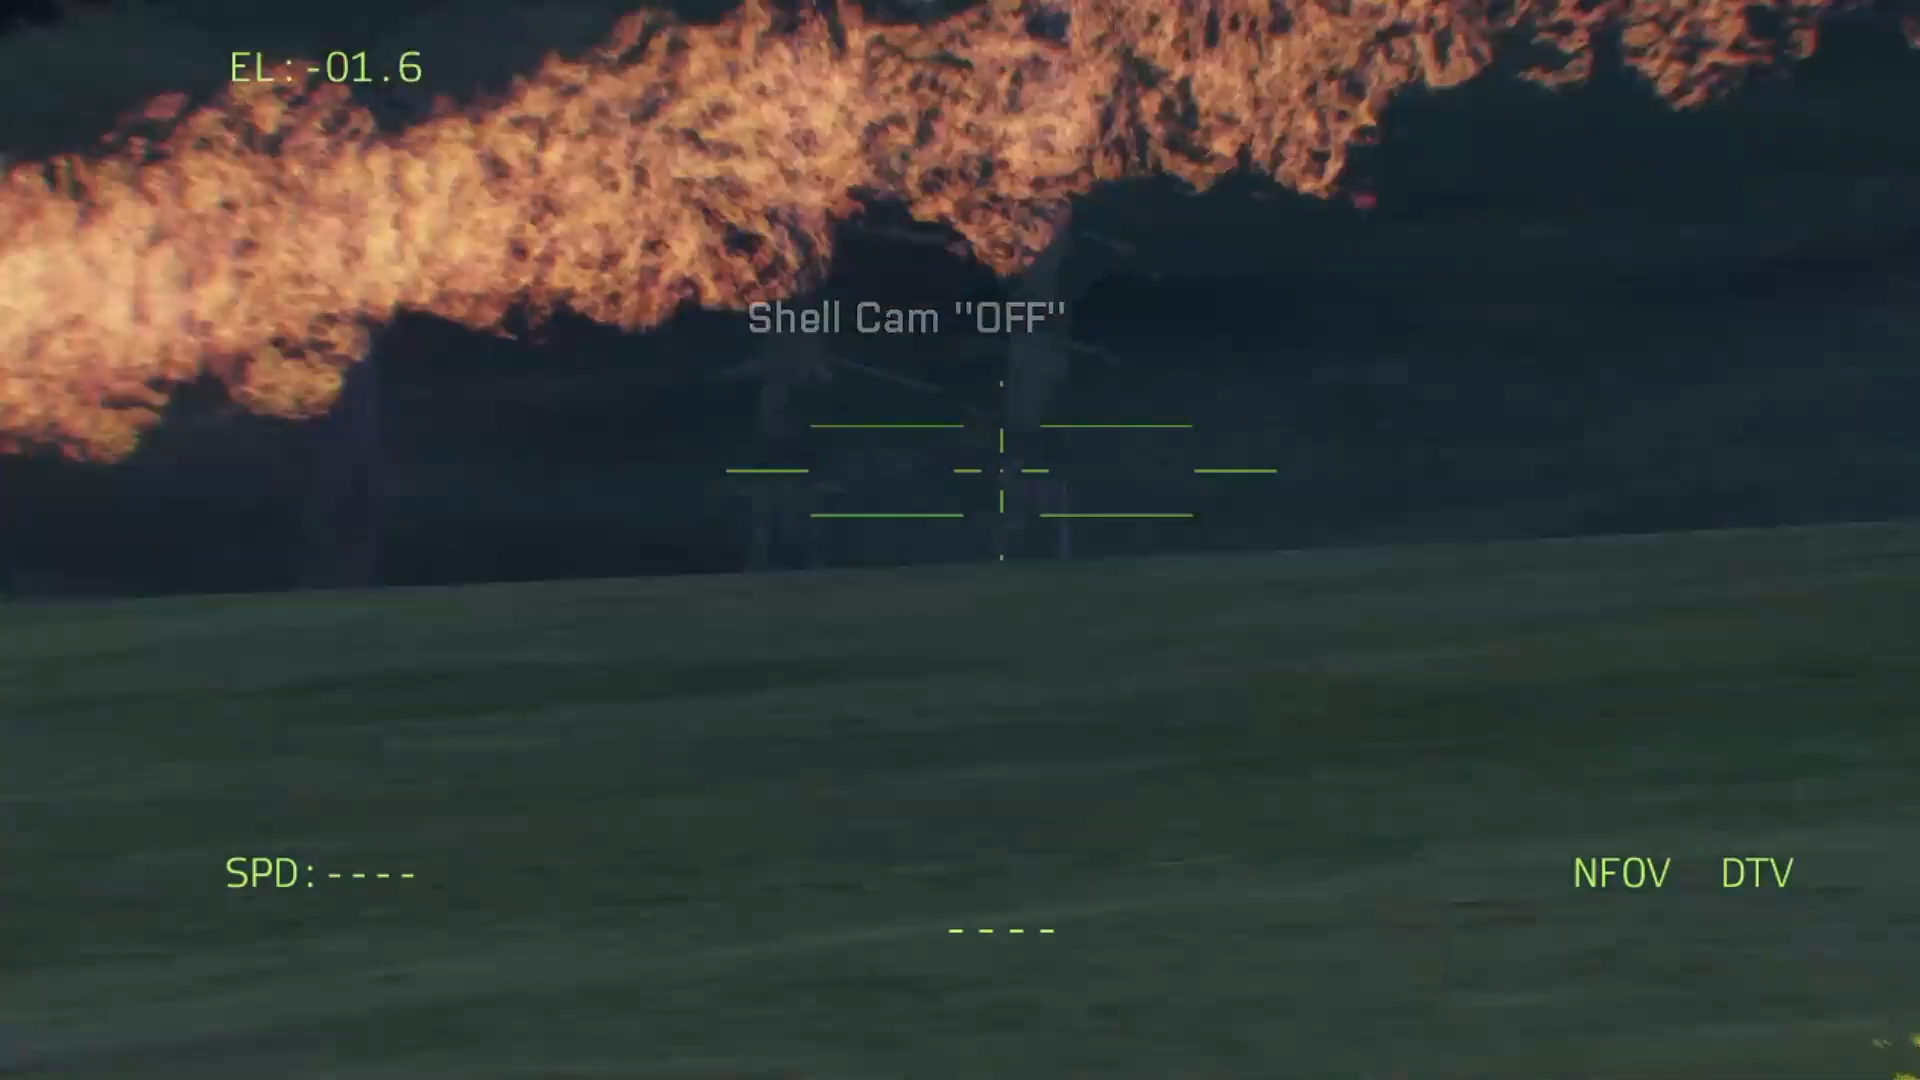 EL:-01.6
Shell Cam "OFF"
SPD:----
NFOV DTV
----